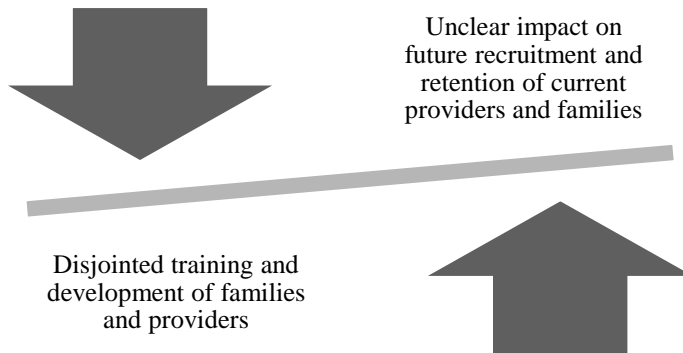 Unclear impact on
future recruitment and
retention of current
providers and families
Disjointed training and
development of families
and providers